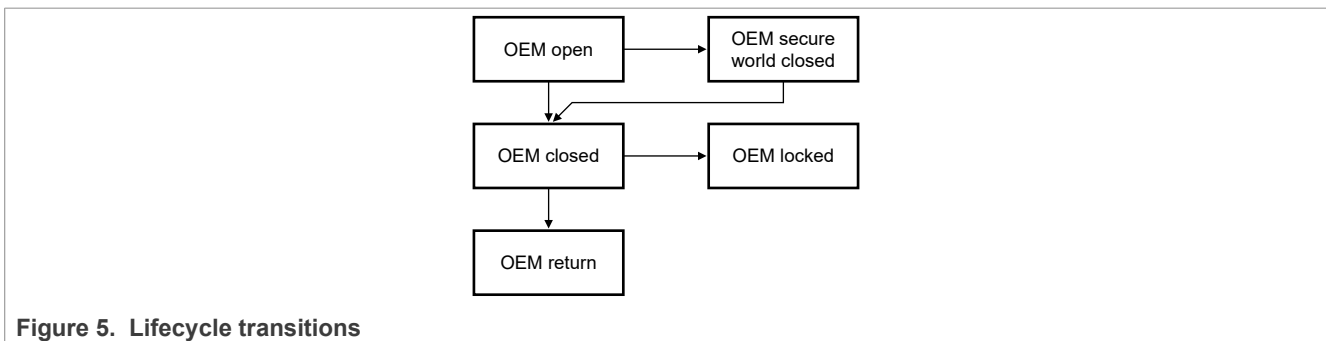 OEM open
OEM secure
world closed
OEM closed
OEM locked
OEM return
Figure 5. Lifecycle transitions